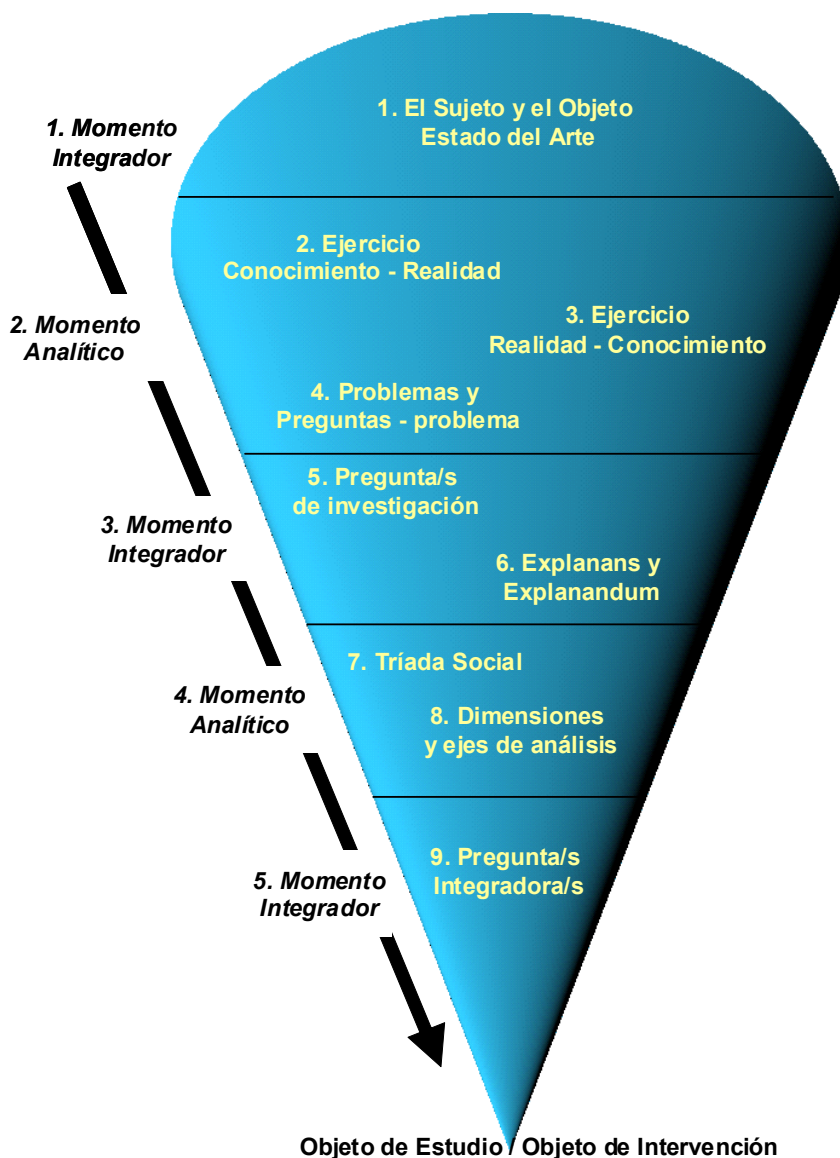 1. El Sujeto y el Objeto
Estado del Arte
1. Momento
Integrador
2. Ejercicio
Conocimiento - Realidad
3. Ejercicio
Realidad - Conocimiento
2. Momento
Analítico
4. Problemas y
Preguntas - problema
5. Pregunta/s
de investigación
3. Momento
Integrador
6. Explanans y
Explanandum
7. Tríada Social
4. Momento
Analítico
8. Dimensiones
y ejes de análisis
9. Pregunta/s
Integradora/s
5. Momento
Integrador
Objeto de Estudio / Objeto de Intervención